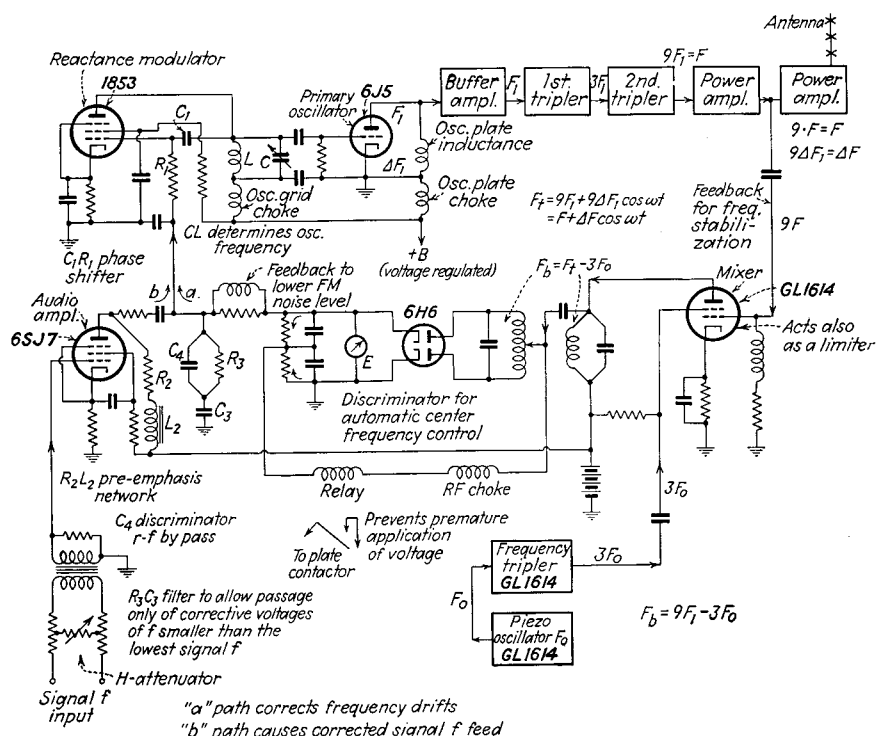 Antenna
Reactance modulator
1853
C1
R1
L
C
Primary
oscillator
6J5
F1
ΔF1
Buffer
ampl.
F1
1st.
tripler
3F1
2nd.
tripler
9F1=F
Power
ampl.
Power
ampl.
9·F=F
9ΔF1=ΔF
Osc. plate
inductance
Osc. plate
choke
Osc. grid
choke
CL determines osc.
frequency
+B
(voltage regulated)
Ft=9F1+9ΔF1 cos ωt
=F+ΔF cos ωt
Feedback
for freq.
stabili-
zation
9F
C1R1 phase
shifter
b
a
Feedback to
lower FM
noise level
6H6
Fb=Ft-3F0
Mixer
GL1614
Acts also
as a limiter
Audio
ampl.
6SJ7
R2
L2
C4
R3
C3
E
Discriminator for
automatic center
frequency control
Relay
RF choke
3F0
R2L2 pre-emphasis
network
C4 discriminator
r-f by pass
To plate
contactor
Prevents premature
application
of voltage
Frequency
tripler
GL1614
3F0
F0
Piezo
oscillator F0
GL1614
Fb=9F1-3F0
R3C3 filter to allow passage
only of corrective voltages
of f smaller than the
lowest signal f
H-attenuator
Signal f
input
"a" path corrects frequency drifts
"b" path causes corrected signal f feed